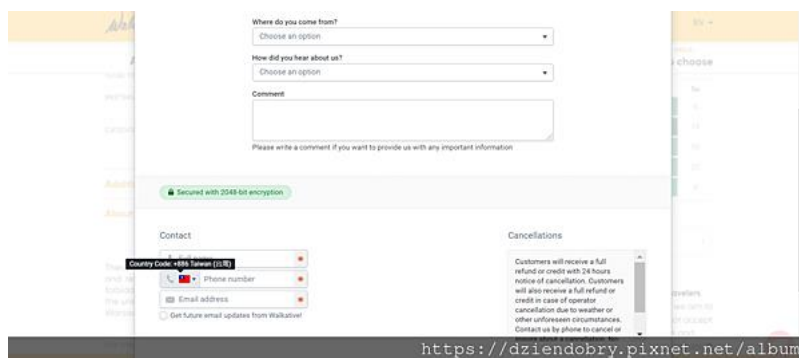 Where do you come from?
Choose an option
How did you hear about us?
Choose an option
Comment
Please write a comment if you want to provide us with any important information
Secured with 2048-bit encryption
Contact
Cancellations
Country Code: +886 Taiwan (台灣)
Phone number
Email address
Get future email updates from Walkative!
Customers will receive a full
refund or credit with 24 hours
notice of cancellation. Customers
will also receive a full refund or
credit in case of operator
cancellation due to weather or
other unforeseen circumstances.
Contact us by phone to cancel or
EN
choose
https://dziendobry.pixnet.net/album